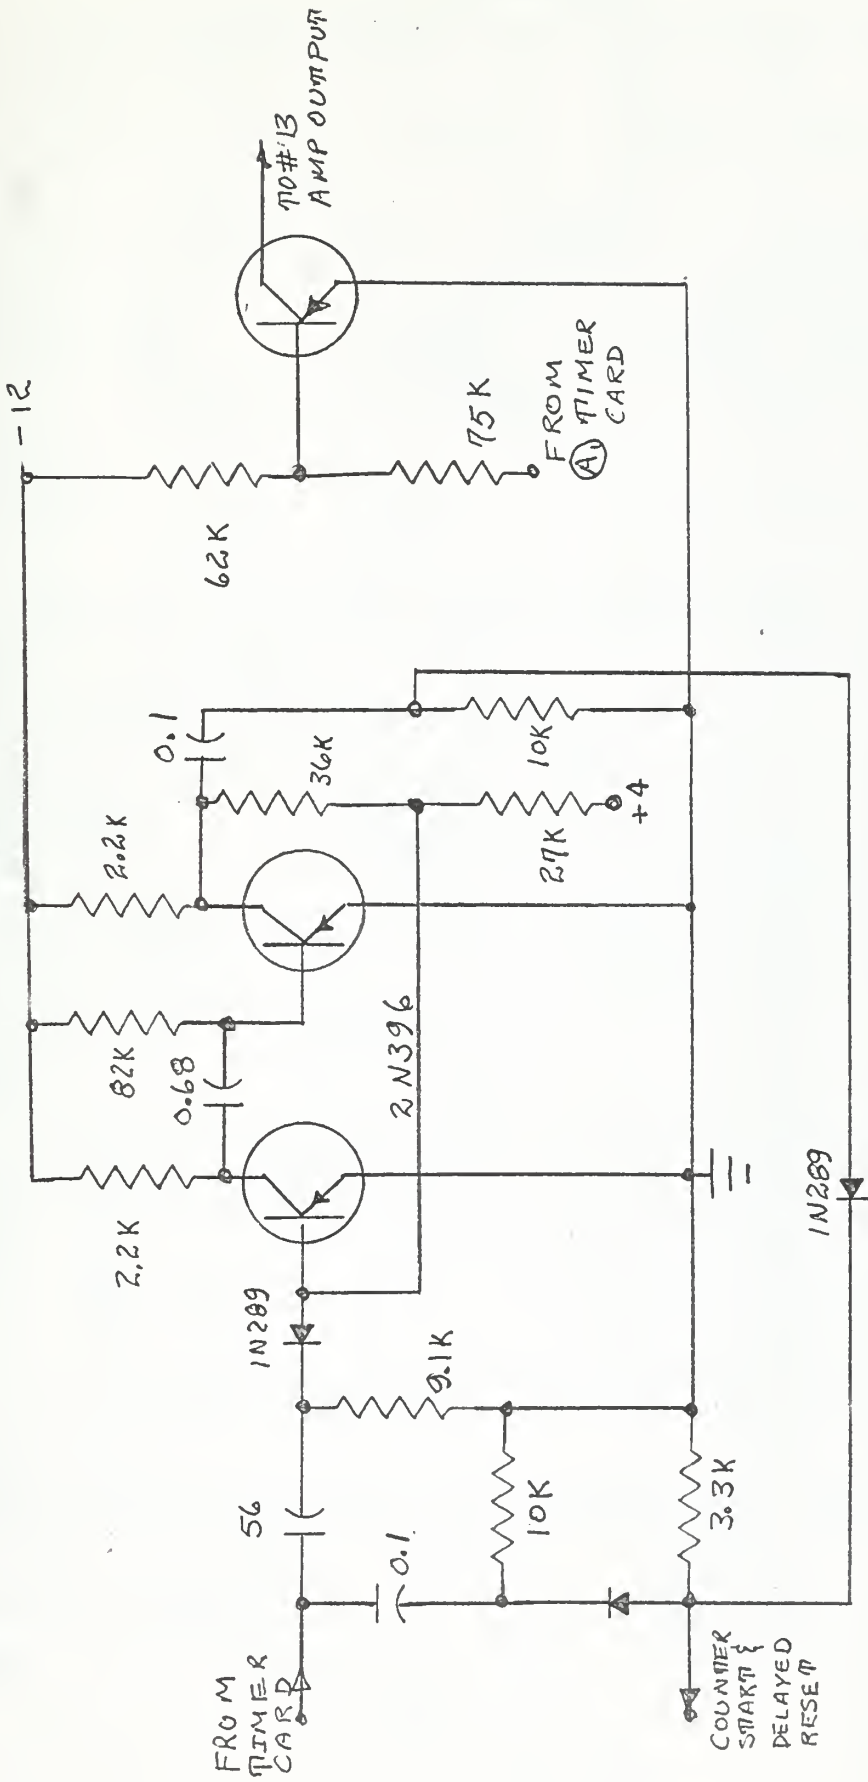 -12
TO #13
AMP OUTPUT
62K
75K
FROM
A, TIMER
CARD
0.1
2.2K
36K
10K
27K
+4
82K
0.68
2N396
2.2K
1N289
9.1K
1N289
56
0.1
10K
3.3K
FROM
TIMER
CARD
COUNTER
START &
DELAYED
RESET